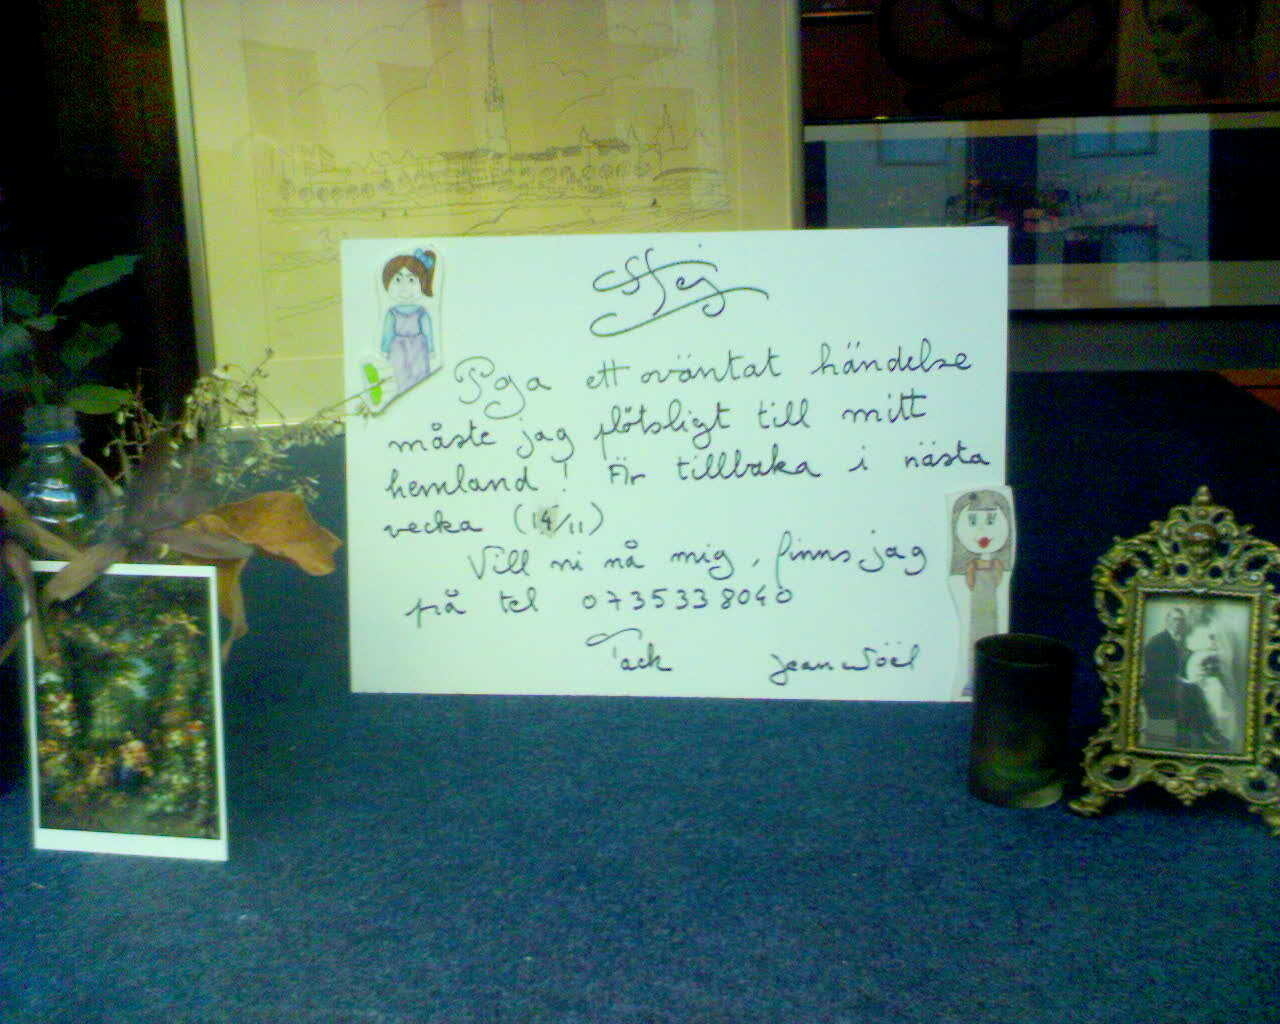 Hej
Pga ett oväntat händelse
måste jag plötsligt till mitt
hemland! Är tillbaka i nästa
vecka (14/11)
Vill ni nå mig, finns jag
på tel 0735338040
Tack Jean Noël